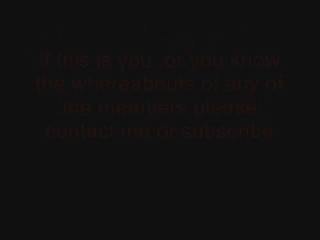 If this is you ,or you know
the whereabouts of any of
the members please
contact me or subscribe